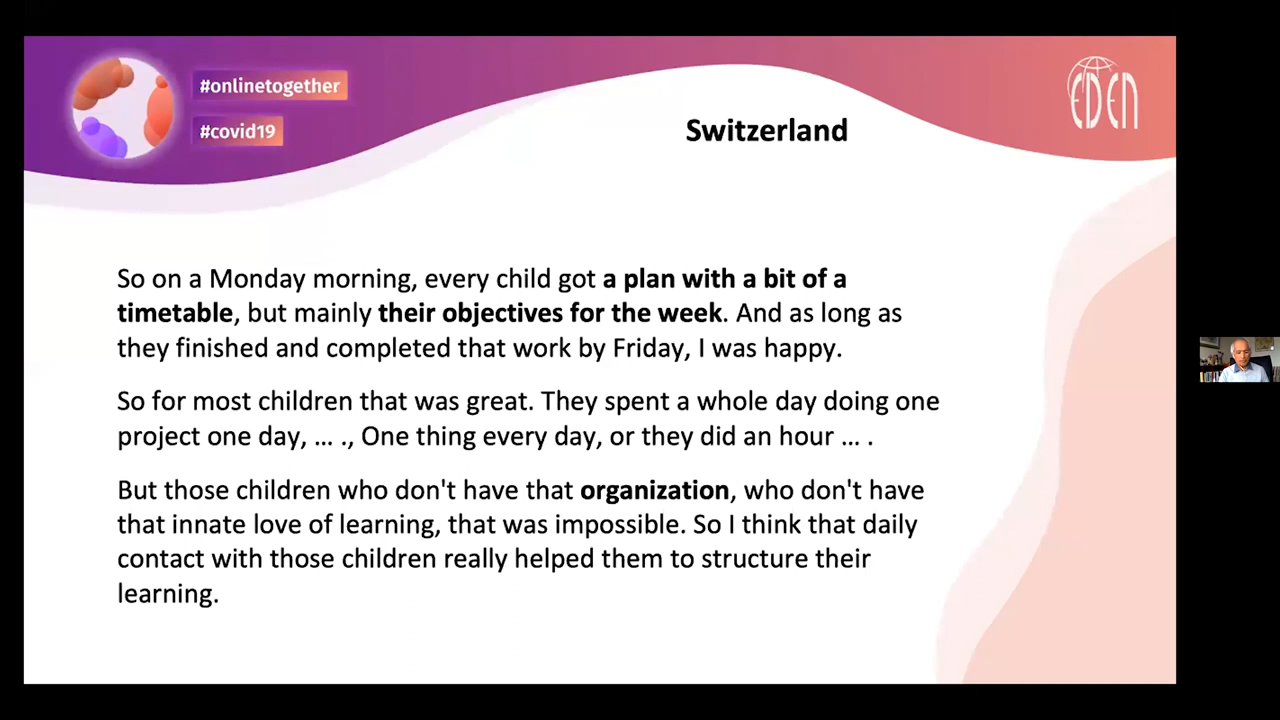 #onlinetogether
#covid19
EDEN
Switzerland
So on a Monday morning, every child got a plan with a bit of a
timetable, but mainly their objectives for the week. And as long as
they finished and completed that work by Friday, I was happy.
So for most children that was great. They spent a whole day doing one
project one day, … ., One thing every day, or they did an hour … .
But those children who don't have that organization, who don't have
that innate love of learning, that was impossible. So I think that daily
contact with those children really helped them to structure their
learning.